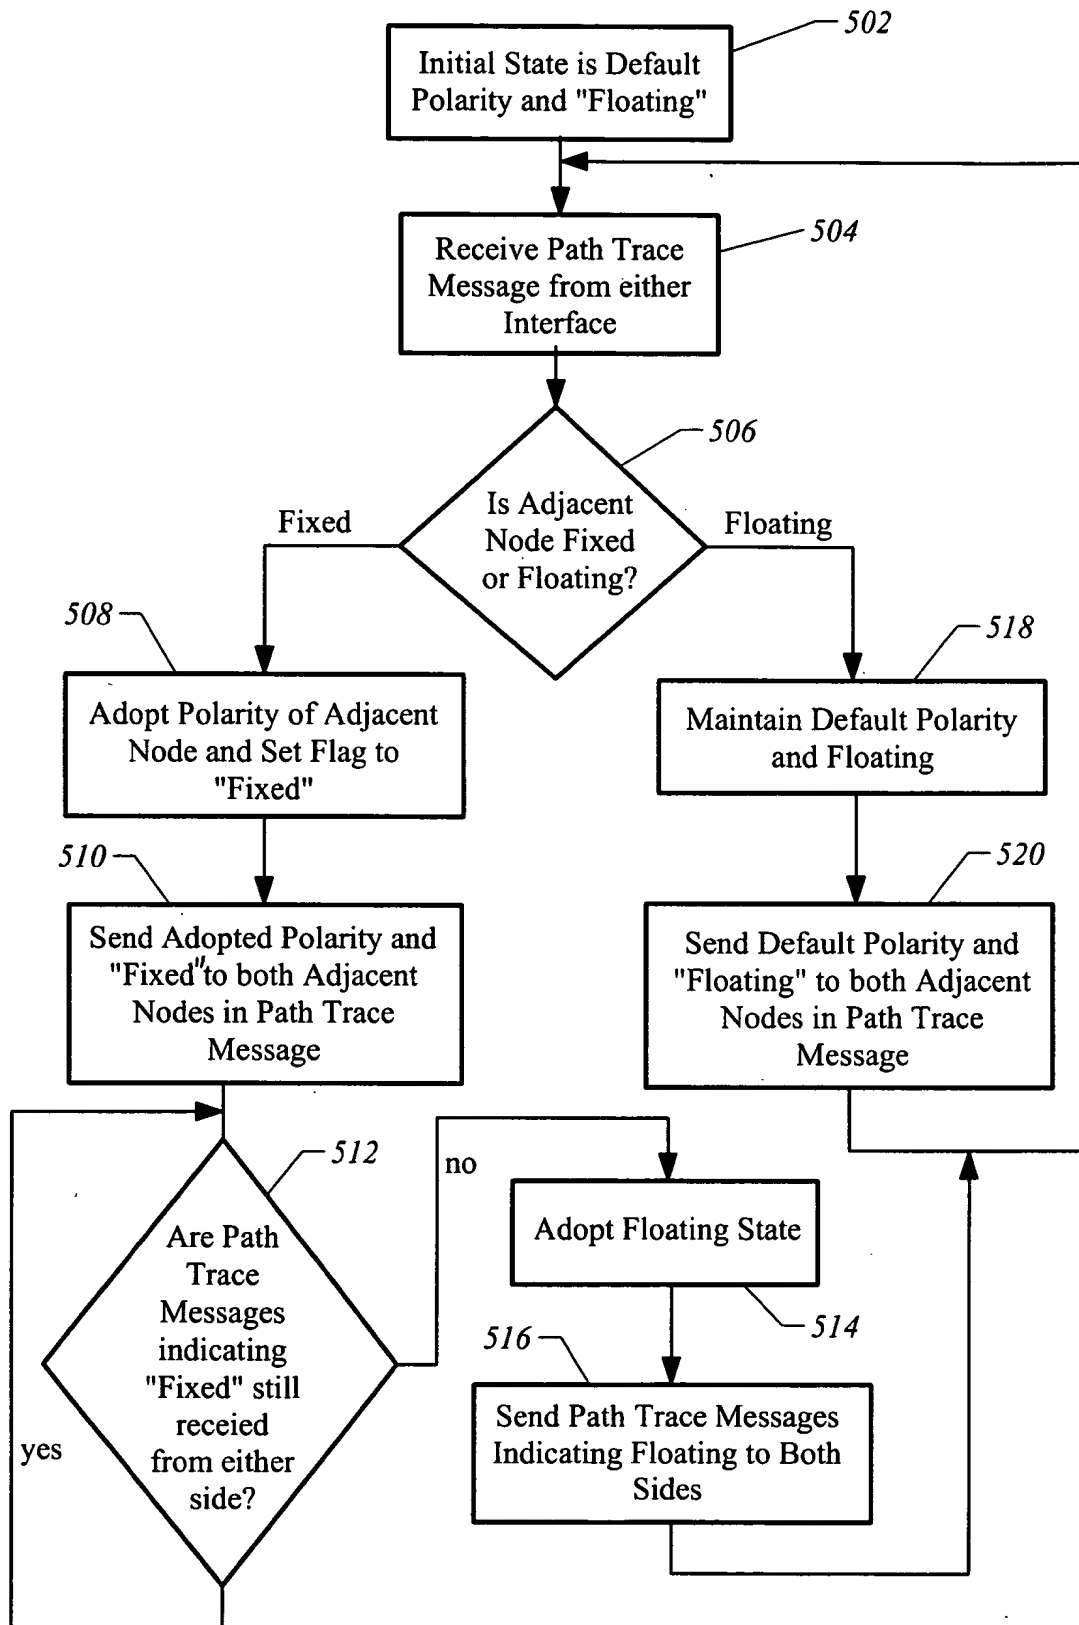 502
Initial State is Default
Polarity and "Floating"
504
Receive Path Trace
Message from either
Interface
506
Is Adjacent
Node Fixed
or Floating?
Fixed
Floating
508
Adopt Polarity of Adjacent
Node and Set Flag to
"Fixed"
518
Maintain Default Polarity
and Floating
510
Send Adopted Polarity and
"Fixed" to both Adjacent
Nodes in Path Trace
Message
520
Send Default Polarity and
"Floating" to both Adjacent
Nodes in Path Trace
Message
512
Are Path
Trace
Messages
indicating
"Fixed" still
receied
from either
side?
no
yes
Adopt Floating State
514
516
Send Path Trace Messages
Indicating Floating to Both
Sides